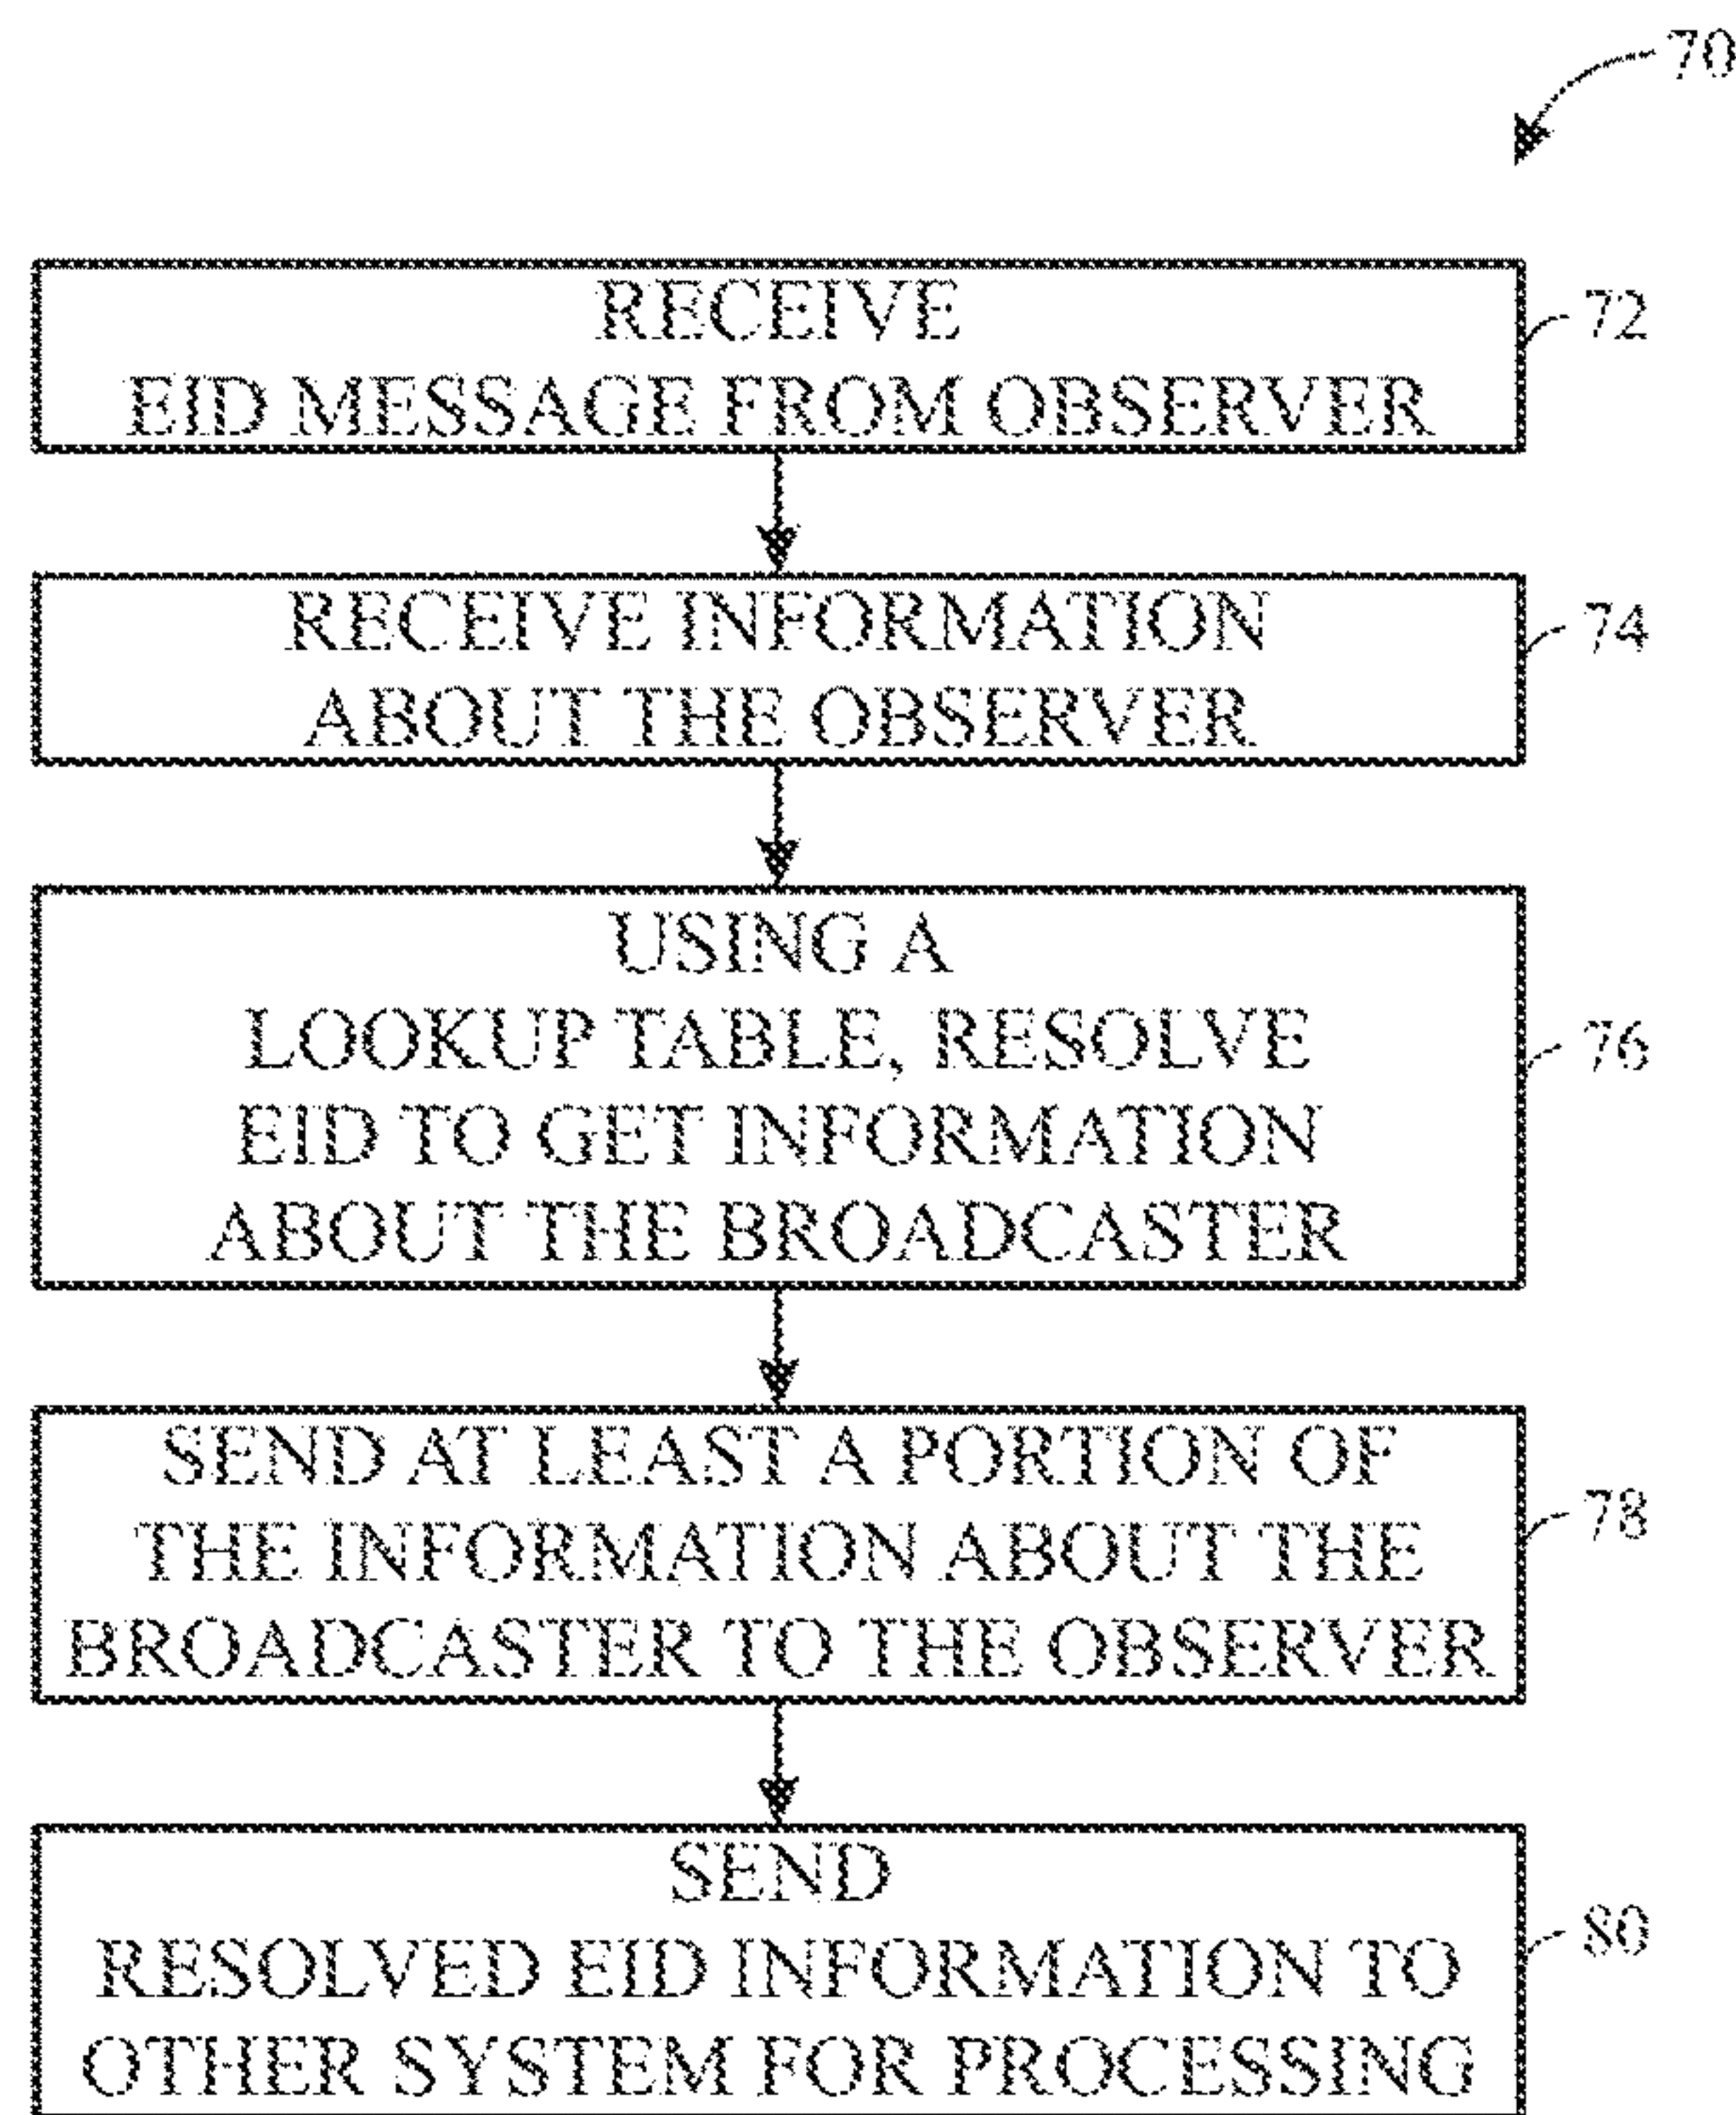 70
RECEIVE
EID MESSAGE FROM OBSERVER
72
RECEIVE INFORMATION
ABOUT THE OBSERVER
74
USING A
LOOKUP TABLE, RESOLVE
EID TO GET INFORMATION
ABOUT THE BROADCASTER
76
SEND AT LEAST A PORTION OF
THE INFORMATION ABOUT THE
BROADCASTER TO THE OBSERVER
78
SEND
RESOLVED EID INFORMATION TO
OTHER SYSTEM FOR PROCESSING
80